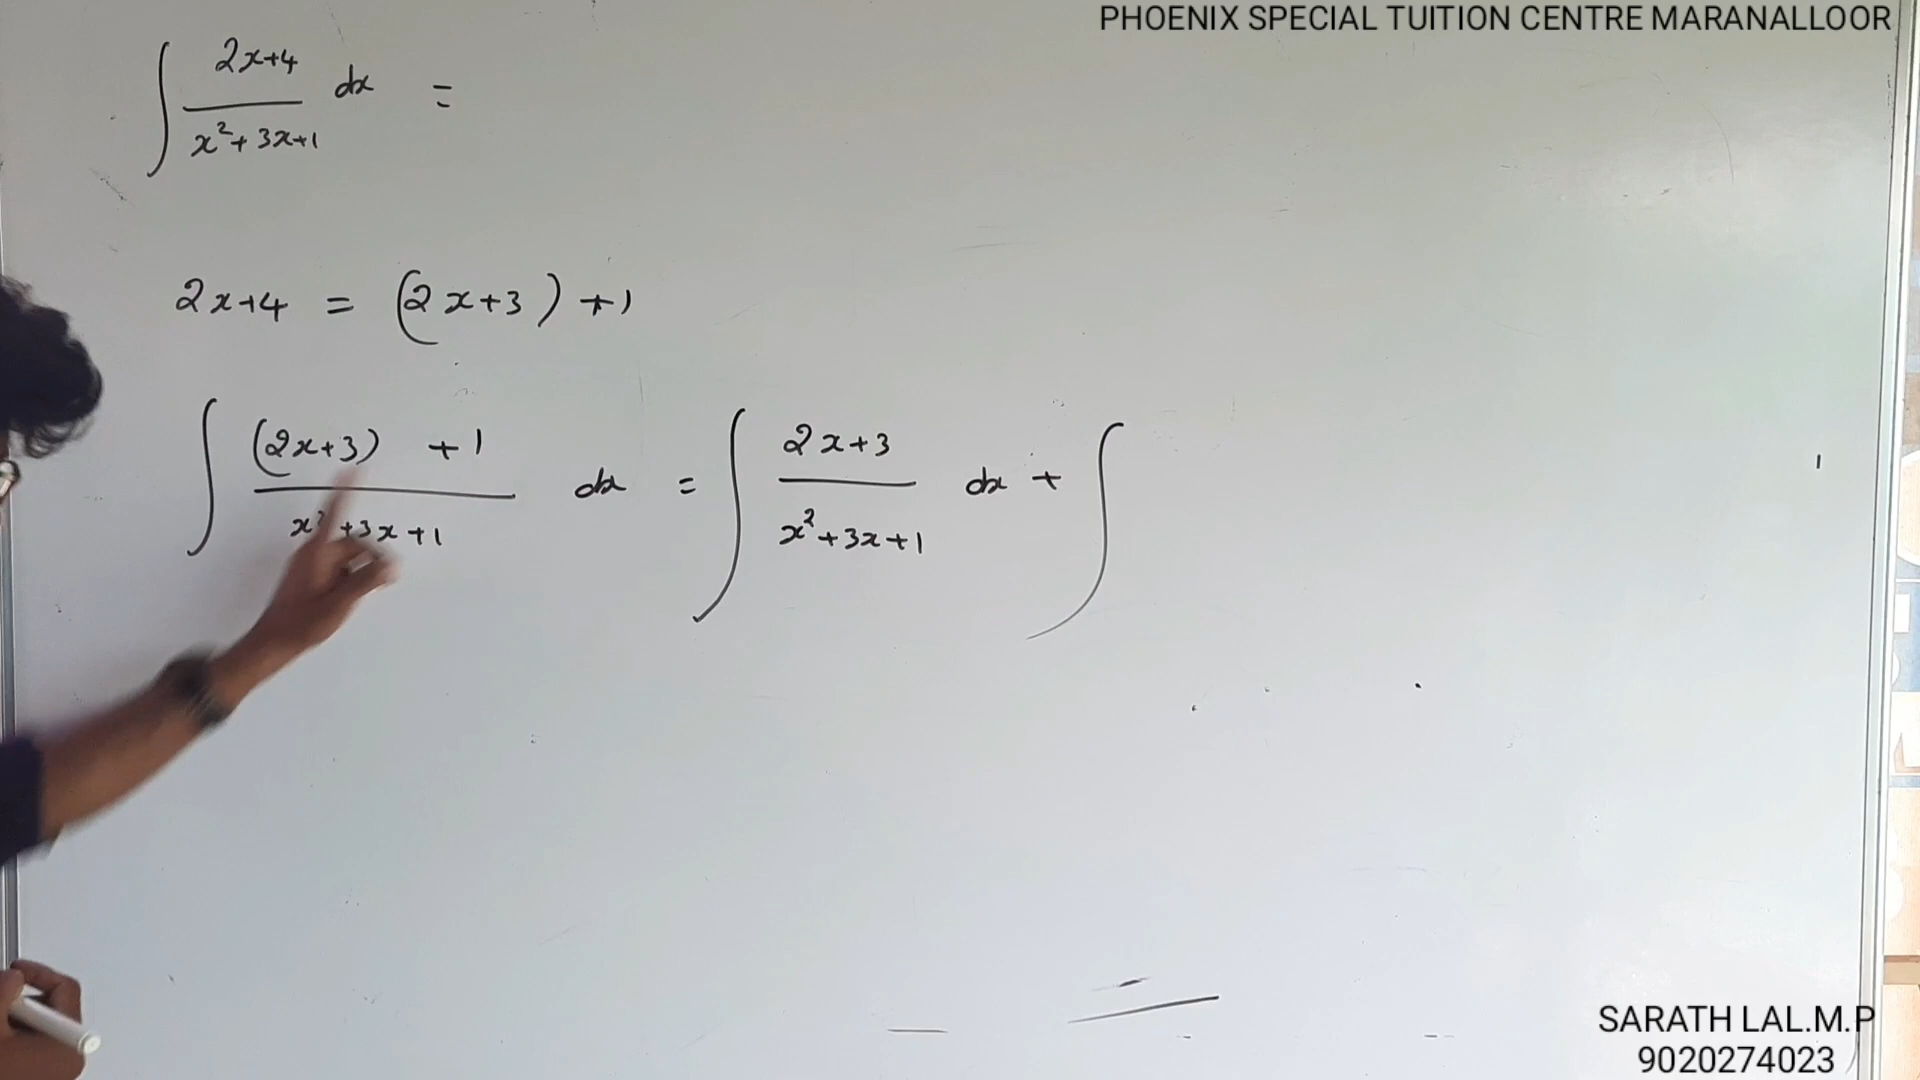 PHOENIX SPECIAL TUITION CENTRE MARANALLOOR
∫ (2x+4)/(x²+3x+1) dx =
2x+4 = (2x+3) +1
∫ ((2x+3) +1)/(x²+3x+1) dx = ∫ (2x+3)/(x²+3x+1) dx + ∫
SARATH LAL.M.P
9020274023